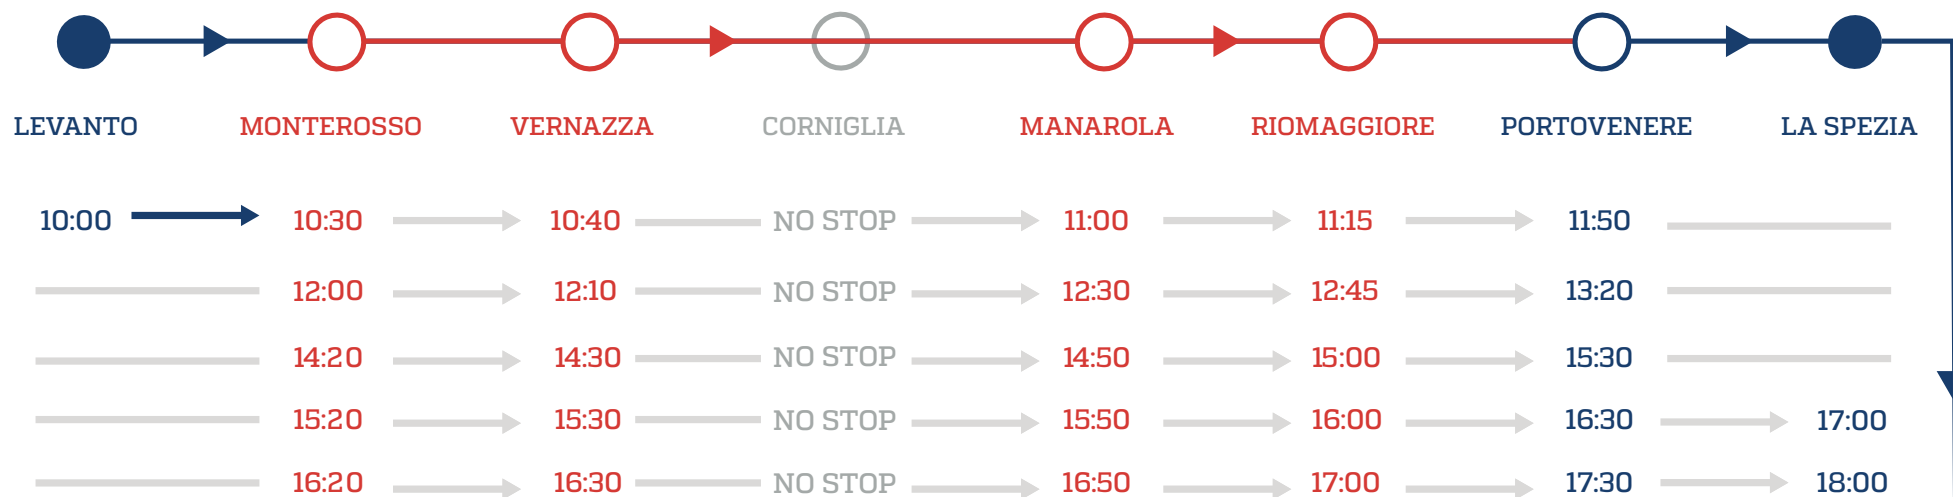 LEVANTO MONTEROSSO VERNAZZA CORNIGLIA MANAROLA RIOMAGGIORE PORTOVENERE LA SPEZIA
10:00 10:30 10:40 NO STOP 11:00 11:15 11:50
12:00 12:10 NO STOP 12:30 12:45 13:20
14:20 14:30 NO STOP 14:50 15:00 15:30
15:20 15:30 NO STOP 15:50 16:00 16:30 17:00
16:20 16:30 NO STOP 16:50 17:00 17:30 18:00